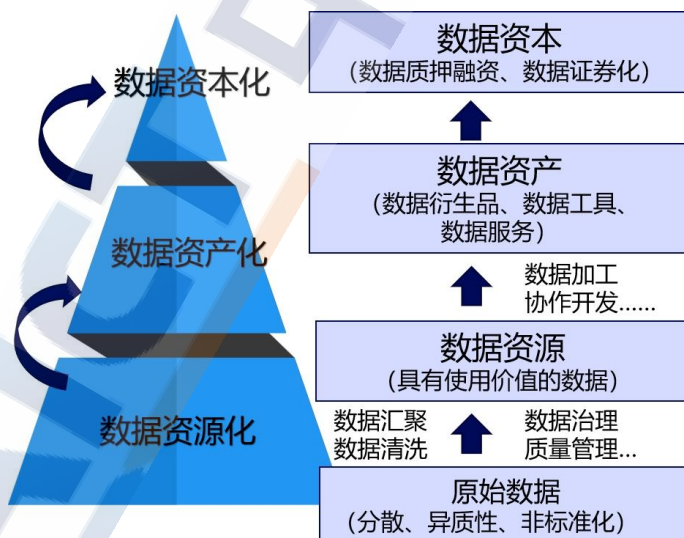 数据资本化
数据资产化
数据资源化
数据资本
(数据质押融资、数据证券化)
数据资产
(数据衍生品、数据工具、
数据服务)
数据加工
协作开发......
数据资源
(具有使用价值的数据)
数据汇聚
数据清洗
数据治理
质量管理...
原始数据
(分散、异质性、非标准化)